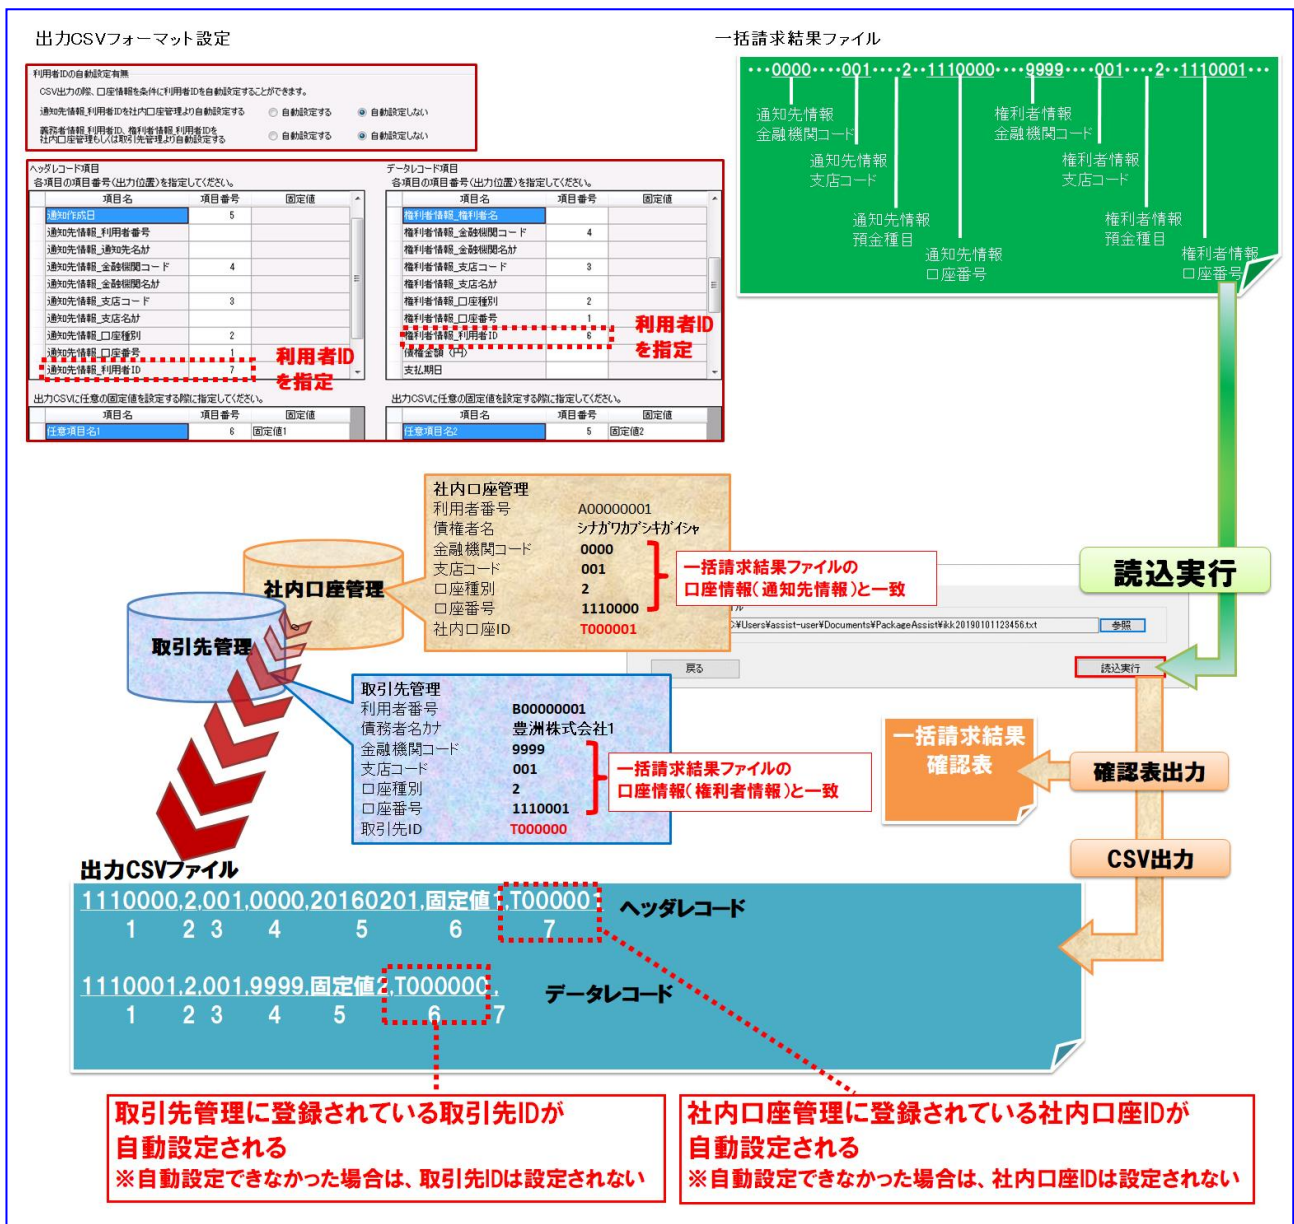 出力CSVフォーマット設定
利用者IDの自動設定有無
CSV出力の際、口座情報を条件に利用者IDを自動設定することができます。
通知先情報_利用者IDを社内口座管理より自動設定する 自動設定する 自動設定しない
義務者情報_利用者ID、権利者情報_利用者IDを
社内口座管理もしくは取引先管理より自動設定する 自動設定する 自動設定しない
ヘッダレコード項目
各項目の項目番号(出力位置)を指定してください。
項目名 項目番号 固定値
通知作成日 5
通知先情報_利用者番号
通知先情報_通知先名カナ
通知先情報_金融機関コード 4
通知先情報_金融機関名カナ
通知先情報_支店コード 3
通知先情報_支店名カナ
通知先情報_口座種別 2
通知先情報_口座番号 1
通知先情報_利用者ID 7
利用者ID
を指定
出力CSVに任意の固定値を設定する際に指定してください。
項目名 項目番号 固定値
任意項目名1 6 固定値1
データレコード項目
各項目の項目番号(出力位置)を指定してください。
項目名 項目番号 固定値
権利者情報_権利者名
権利者情報_金融機関コード 4
権利者情報_金融機関名カナ
権利者情報_支店コード 3
権利者情報_支店名カナ
権利者情報_口座種別 2
権利者情報_口座番号 1
権利者情報_利用者ID 6
債権金額（円）
支払期日
利用者ID
を指定
出力CSVに任意の固定値を設定する際に指定してください。
項目名 項目番号 固定値
任意項目名2 5 固定値2
一括請求結果ファイル
･･･0000････001････2･･1110000････9999････001････2･･1110001･･･
通知先情報
金融機関コード
通知先情報
支店コード
通知先情報
預金種目
通知先情報
口座番号
権利者情報
金融機関コード
権利者情報
支店コード
権利者情報
預金種目
権利者情報
口座番号
社内口座管理
社内口座管理
利用者番号 A00000001
債権者名 シナガワカブシキガイシャ
金融機関コード 0000
支店コード 001
口座種別 2
口座番号 1110000
社内口座ID T000001
一括請求結果ファイルの
口座情報（通知先情報）と一致
読込実行
¥Users¥assist-user¥Documents¥PackageAssist¥ikk20190101123456.txt 参照
戻る 読込実行
取引先管理
取引先管理
利用者番号 B00000001
債務者名カナ 豊洲株式会社1
金融機関コード 9999
支店コード 001
口座種別 2
口座番号 1110001
取引先ID T000000
一括請求結果ファイルの
口座情報（権利者情報）と一致
一括請求結果
確認表
確認表出力
CSV出力
出力CSVファイル
1110000,2,001,0000,20160201,固定値1,T000001 ヘッダレコード
1 2 3 4 5 6 7
1110001,2,001,9999,固定値2,T000000, データレコード
1 2 3 4 5 6 7
取引先管理に登録されている取引先IDが
自動設定される
※自動設定できなかった場合は、取引先IDは設定されない
社内口座管理に登録されている社内口座IDが
自動設定される
※自動設定できなかった場合は、社内口座IDは設定されない